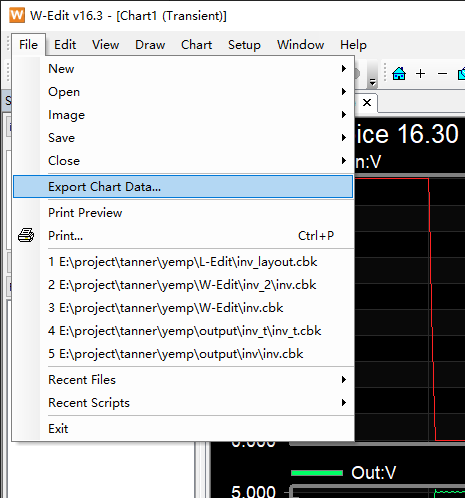 W-Edit v16.3 - [Chart1 (Transient)]
File Edit View Draw Chart Setup Window Help
New
Open
Image
Save
Close
ice 16.30
Export Chart Data...
n:V
Print Preview
Print... Ctrl+P
1 E:\project\tanner\yemp\L-Edit\inv_layout.cbk
2 E:\project\tanner\yemp\W-Edit\inv_2\inv.cbk
3 E:\project\tanner\yemp\W-Edit\inv.cbk
4 E:\project\tanner\yemp\output\inv_t\inv_t.cbk
5 E:\project\tanner\yemp\output\inv\inv.cbk
Recent Files
Recent Scripts
Exit
Out:V
5.000